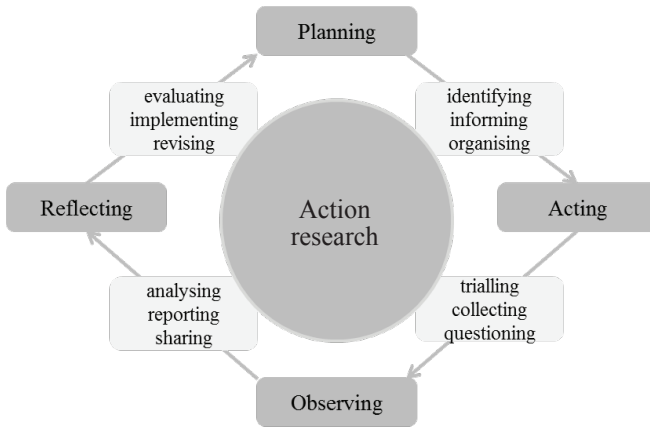 Planning
evaluating
implementing
revising
identifying
informing
organising
Reflecting
Action
research
Acting
analysing
reporting
sharing
trialling
collecting
questioning
Observing